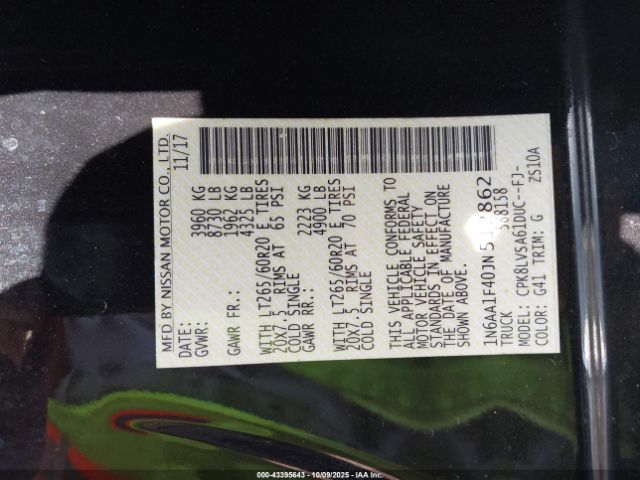 MFD BY NISSAN MOTOR CO., LTD.
DATE: 11/17
GVWR: 3960 KG
8730 LB
GAWR FR.: 1962 KG
4325 LB
WITH LT265/60R20 E TIRES
20X7.5 RIMS AT 65 PSI
COLD SINGLE
GAWR RR.: 2223 KG
4900 LB
WITH LT265/60R20 E TIRES
20X7.5 RIMS AT 70 PSI
COLD SINGLE
THIS VEHICLE CONFORMS TO
ALL APPLICABLE FEDERAL
MOTOR VEHICLE SAFETY
STANDARDS IN EFFECT ON
THE DATE OF MANUFACTURE
SHOWN ABOVE.
TRUCK
MODEL: CPK8LVSA61DUC--FJ-
COLOR: G41 TRIM: G ZS10A
000-43395643 | 10/09/2025 | COPART